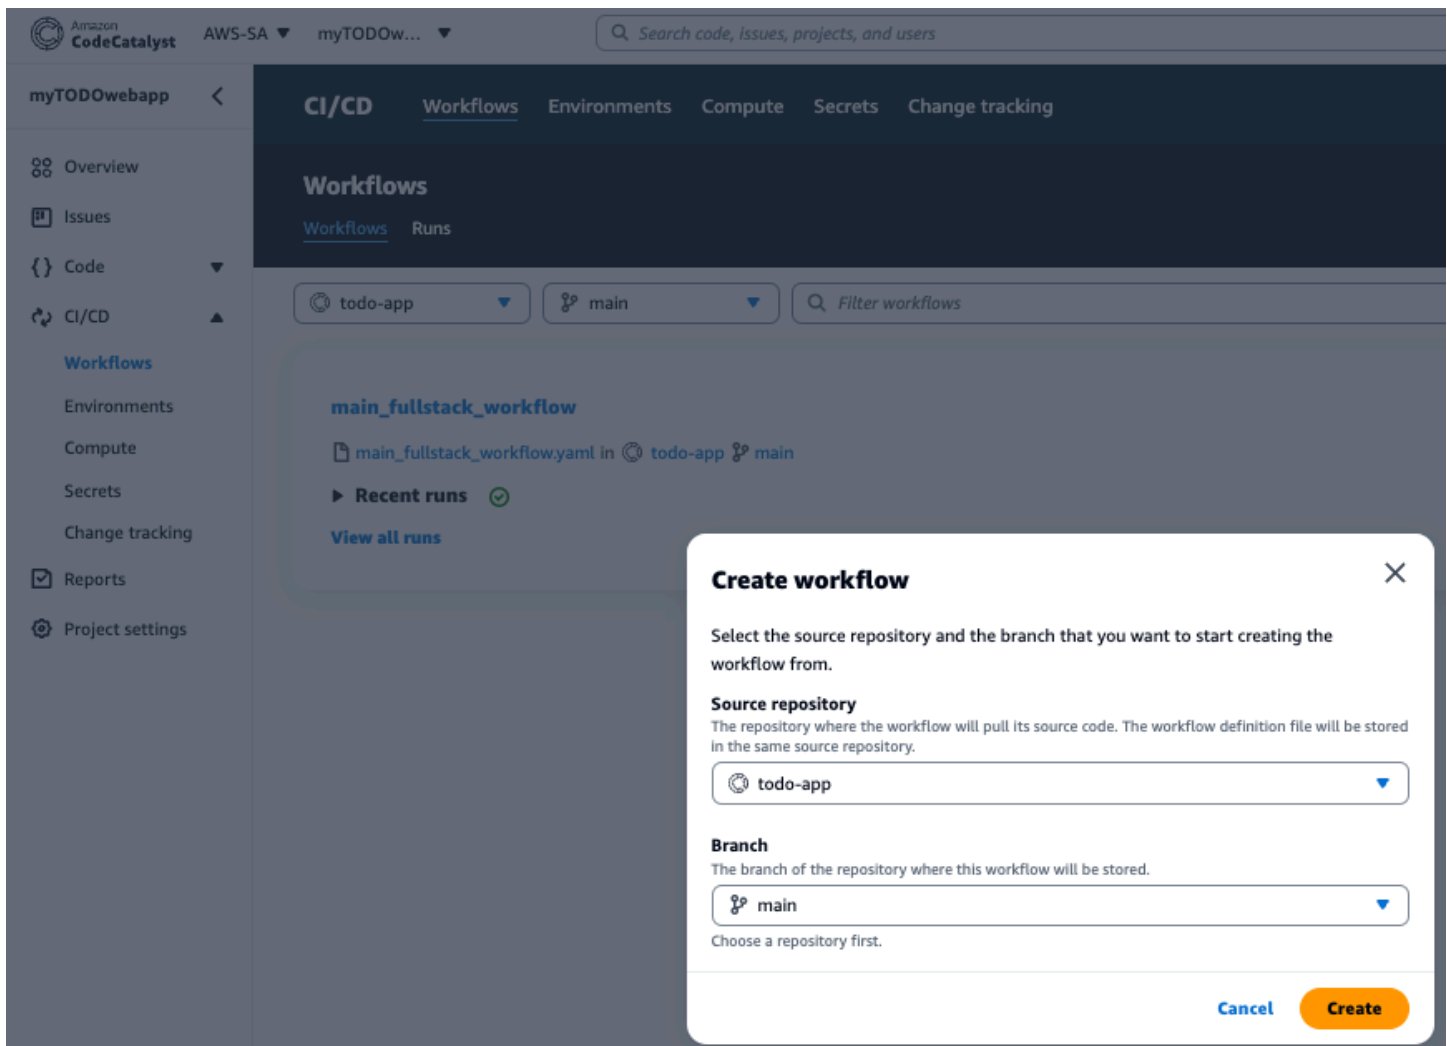 Amazon
CodeCatalyst
AWS-SA
myTODOw...
Search code, issues, projects, and users
myTODOwebapp
Overview
Issues
Code
CI/CD
Workflows
Environments
Compute
Secrets
Change tracking
Reports
Project settings
CI/CD Workflows Environments Compute Secrets Change tracking
Workflows
Workflows Runs
todo-app
main
Filter workflows
main_fullstack_workflow
main_fullstack_workflow.yaml in todo-app main
Recent runs
View all runs
Create workflow
Select the source repository and the branch that you want to start creating the
workflow from.
Source repository
The repository where the workflow will pull its source code. The workflow definition file will be stored
in the same source repository.
todo-app
Branch
The branch of the repository where this workflow will be stored.
main
Choose a repository first.
Cancel
Create